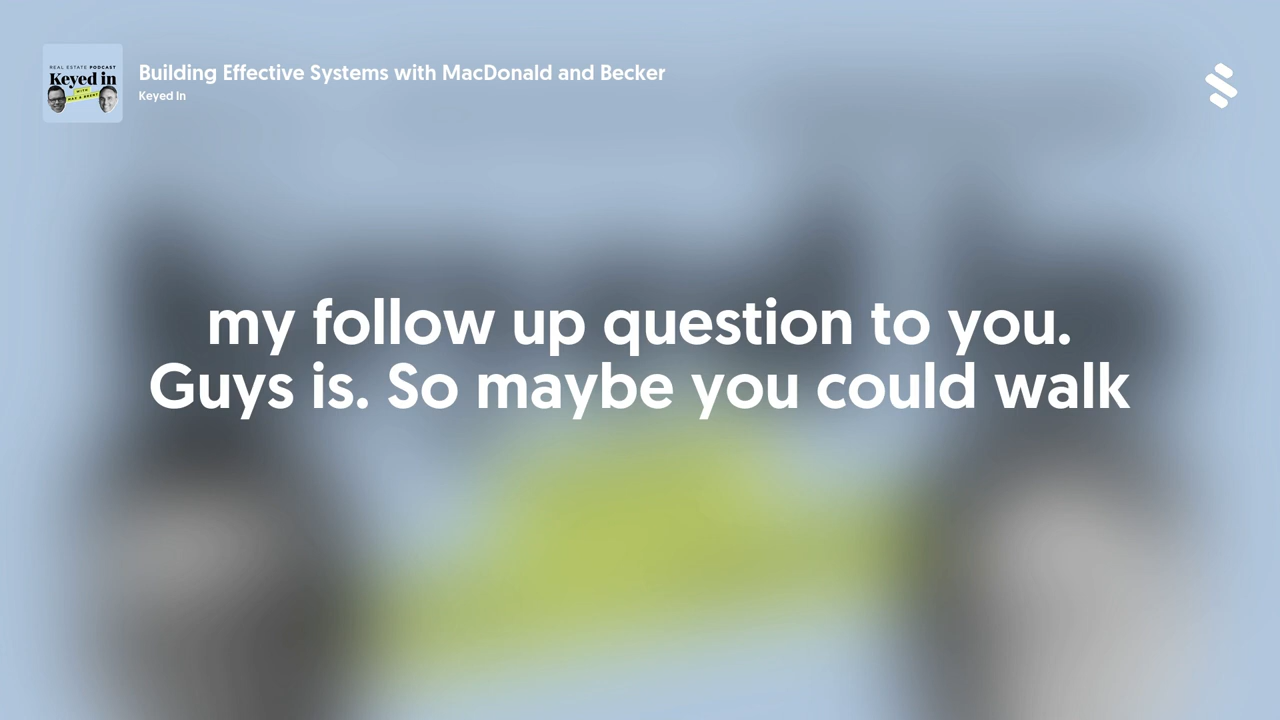 REAL ESTATE PODCAST
Keyed in
WITH
MAX & BRENT
Building Effective Systems with MacDonald and Becker
Keyed In
my follow up question to you.
Guys is. So maybe you could walk